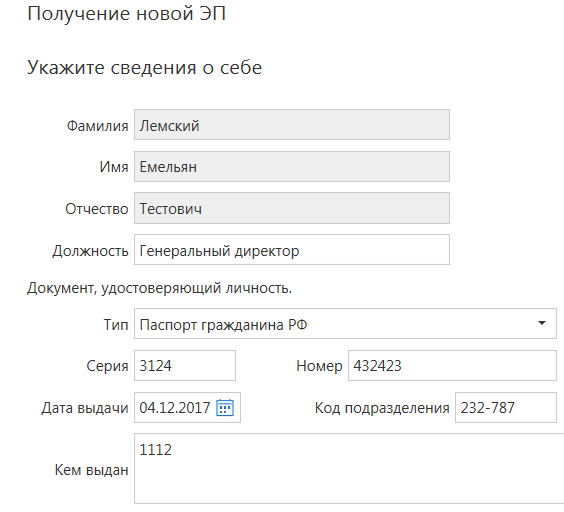 Получение новой ЭП
Укажите сведения о себе
Фамилия Лемский
Имя Емельян
Отчество Тестович
Должность Генеральный директор
Документ, удостоверяющий личность.
Тип Паспорт гражданина РФ
Серия 3124 Номер 432423
Дата выдачи 04.12.2017 Код подразделения 232-787
Кем выдан 1112